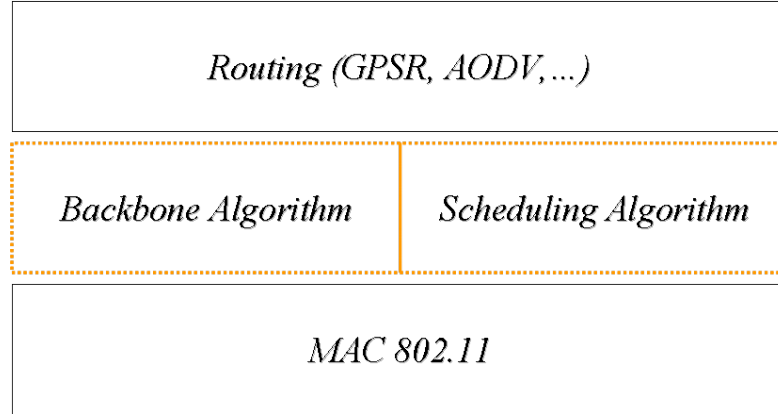 Routing (GPSR, AODV,...)
Backbone Algorithm
Scheduling Algorithm
MAC 802.11